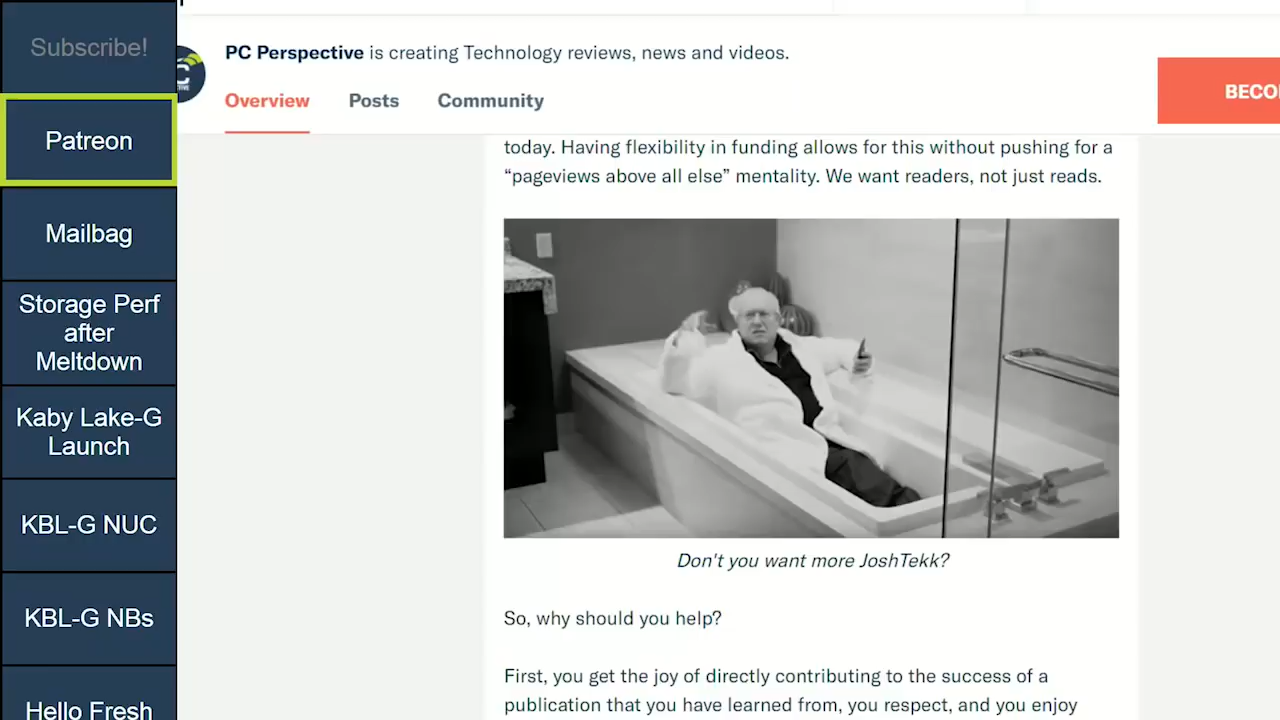 Subscribe!
Patreon
Mailbag
Storage Perf
after
Meltdown
Kaby Lake-G
Launch
KBL-G NUC
KBL-G NBs
Hello Fresh
PC Perspective is creating Technology reviews, news and videos.
Overview Posts Community
BECO
today. Having flexibility in funding allows for this without pushing for a
“pageviews above all else” mentality. We want readers, not just reads.
Don't you want more JoshTekk?
So, why should you help?
First, you get the joy of directly contributing to the success of a
publication that you have learned from, you respect, and you enjoy